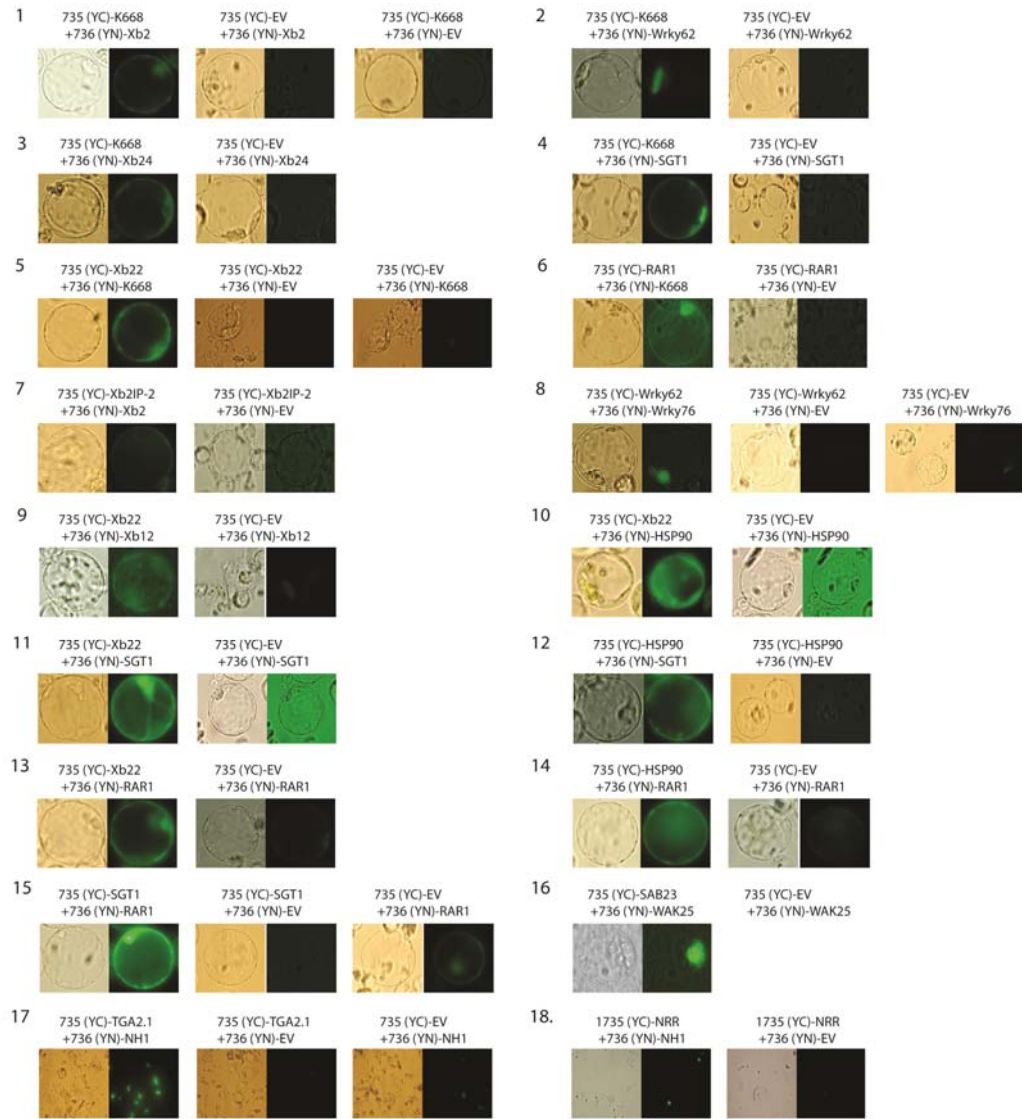 1
735 (YC)-K668
+736 (YN)-Xb2
735 (YC)-EV
+736 (YN)-Xb2
735 (YC)-K668
+736 (YN)-EV
2
735 (YC)-K668
+736 (YN)-Wrky62
735 (YC)-EV
+736 (YN)-Wrky62
3
735 (YC)-K668
+736 (YN)-Xb24
735 (YC)-EV
+736 (YN)-Xb24
4
735 (YC)-K668
+736 (YN)-SGT1
735 (YC)-EV
+736 (YN)-SGT1
5
735 (YC)-Xb22
+736 (YN)-K668
735 (YC)-Xb22
+736 (YN)-EV
735 (YC)-EV
+736 (YN)-K668
6
735 (YC)-RAR1
+736 (YN)-K668
735 (YC)-RAR1
+736 (YN)-EV
7
735 (YC)-Xb2IP-2
+736 (YN)-Xb2
735 (YC)-Xb2IP-2
+736 (YN)-EV
8
735 (YC)-Wrky62
+736 (YN)-Wrky76
735 (YC)-Wrky62
+736 (YN)-EV
735 (YC)-EV
+736 (YN)-Wrky76
9
735 (YC)-Xb22
+736 (YN)-Xb12
735 (YC)-EV
+736 (YN)-Xb12
10
735 (YC)-Xb22
+736 (YN)-HSP90
735 (YC)-EV
+736 (YN)-HSP90
11
735 (YC)-Xb22
+736 (YN)-SGT1
735 (YC)-EV
+736 (YN)-SGT1
12
735 (YC)-HSP90
+736 (YN)-SGT1
735 (YC)-HSP90
+736 (YN)-EV
13
735 (YC)-Xb22
+736 (YN)-RAR1
735 (YC)-EV
+736 (YN)-RAR1
14
735 (YC)-HSP90
+736 (YN)-RAR1
735 (YC)-EV
+736 (YN)-RAR1
15
735 (YC)-SGT1
+736 (YN)-RAR1
735 (YC)-SGT1
+736 (YN)-EV
735 (YC)-EV
+736 (YN)-RAR1
16
735 (YC)-SAB23
+736 (YN)-WAK25
735 (YC)-EV
+736 (YN)-WAK25
17
735 (YC)-TGA2.1
+736 (YN)-NH1
735 (YC)-TGA2.1
+736 (YN)-EV
735 (YC)-EV
+736 (YN)-NH1
18.
1735 (YC)-NRR
+736 (YN)-NH1
1735 (YC)-NRR
+736 (YN)-EV